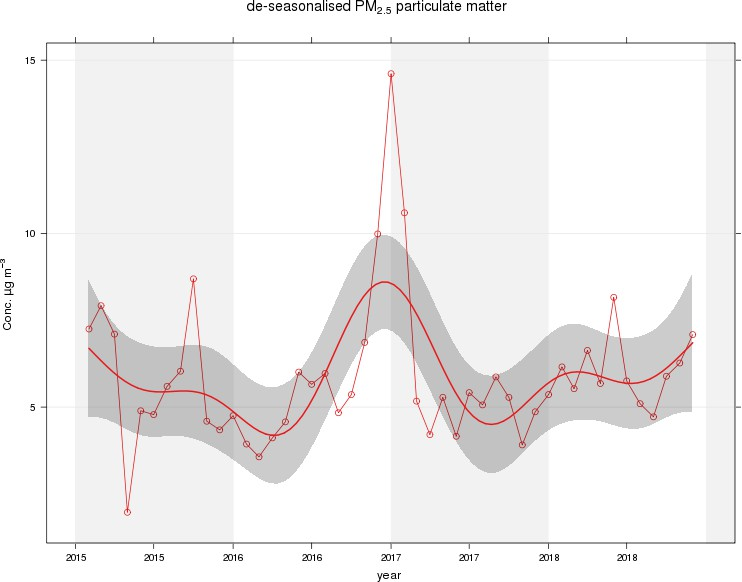 de-seasonalised PM₂.₅ particulate matter
15
10
5
Conc. µg m⁻³
2015 2015 2016 2016 2017 2017 2018 2018
year